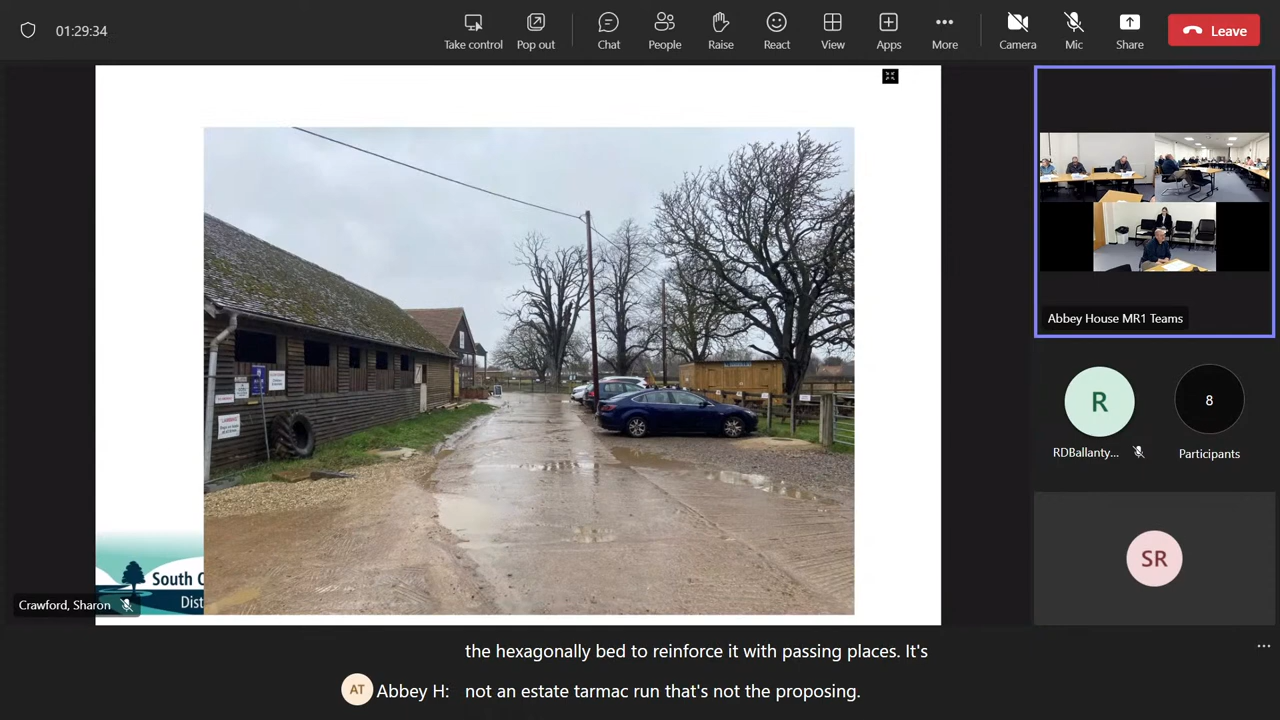 01:29:34
Take control
Pop out
Chat
People
Raise
React
View
Apps
More
Camera
Mic
Share
Leave
Abbey House MR1 Teams
R
RDBallanty...
8
Participants
SR
South O
Dist
Crawford, Sharon
AT
Abbey H:
the hexagonally bed to reinforce it with passing places. It's
not an estate tarmac run that's not the proposing.